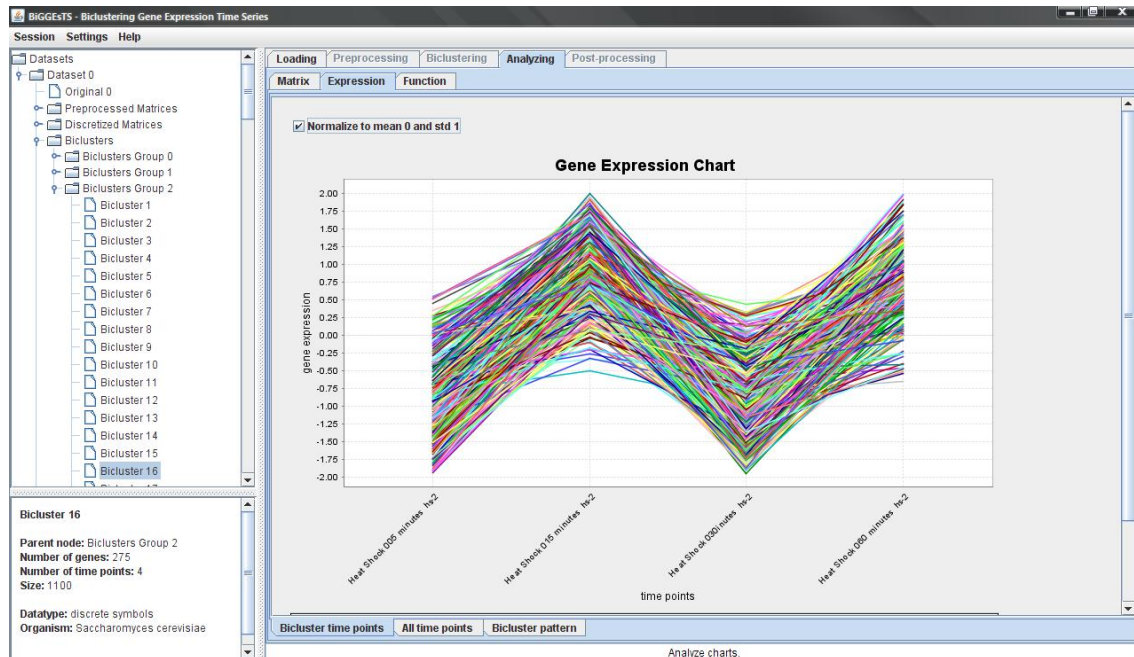 BiGGEsTS - Biclustering Gene Expression Time Series
Session Settings Help
Datasets
Dataset 0
Original 0
Preprocessed Matrices
Discretized Matrices
Biclusters
Biclusters Group 0
Biclusters Group 1
Biclusters Group 2
Bicluster 1
Bicluster 2
Bicluster 3
Bicluster 4
Bicluster 5
Bicluster 6
Bicluster 7
Bicluster 8
Bicluster 9
Bicluster 10
Bicluster 11
Bicluster 12
Bicluster 13
Bicluster 14
Bicluster 15
Bicluster 16
Bicluster 16
Parent node: Biclusters Group 2
Number of genes: 275
Number of time points: 4
Size: 1100
Datatype: discrete symbols
Organism: Saccharomyces cerevisiae
Loading Preprocessing Biclustering Analyzing Post-processing
Matrix Expression Function
Normalize to mean 0 and std 1
Gene Expression Chart
gene expression
2.00
1.75
1.50
1.25
1.00
0.75
0.50
0.25
0.00
-0.25
-0.50
-0.75
-1.00
-1.25
-1.50
-1.75
-2.00
Heat Shock 005 minutes hs-2
Heat Shock 015 minutes hs-2
Heat Shock 030inutes hs-2
Heat Shock 060 minutes hs-2
time points
Bicluster time points All time points Bicluster pattern
Analyze charts.